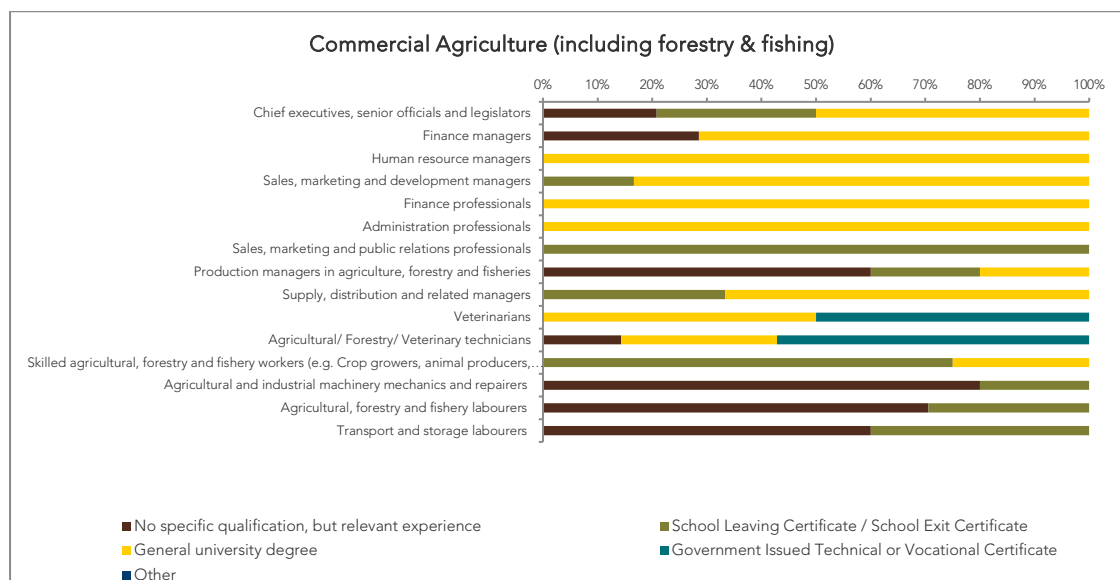 Commercial Agriculture (including forestry & fishing)
0% 10% 20% 30% 40% 50% 60% 70% 80% 90% 100%
Chief executives, senior officials and legislators
Finance managers
Human resource managers
Sales, marketing and development managers
Finance professionals
Administration professionals
Sales, marketing and public relations professionals
Production managers in agriculture, forestry and fisheries
Supply, distribution and related managers
Veterinarians
Agricultural/ Forestry/ Veterinary technicians
Skilled agricultural, forestry and fishery workers (e.g. Crop growers, animal producers,…
Agricultural and industrial machinery mechanics and repairers
Agricultural, forestry and fishery labourers
Transport and storage labourers
No specific qualification, but relevant experience
School Leaving Certificate / School Exit Certificate
General university degree
Government Issued Technical or Vocational Certificate
Other